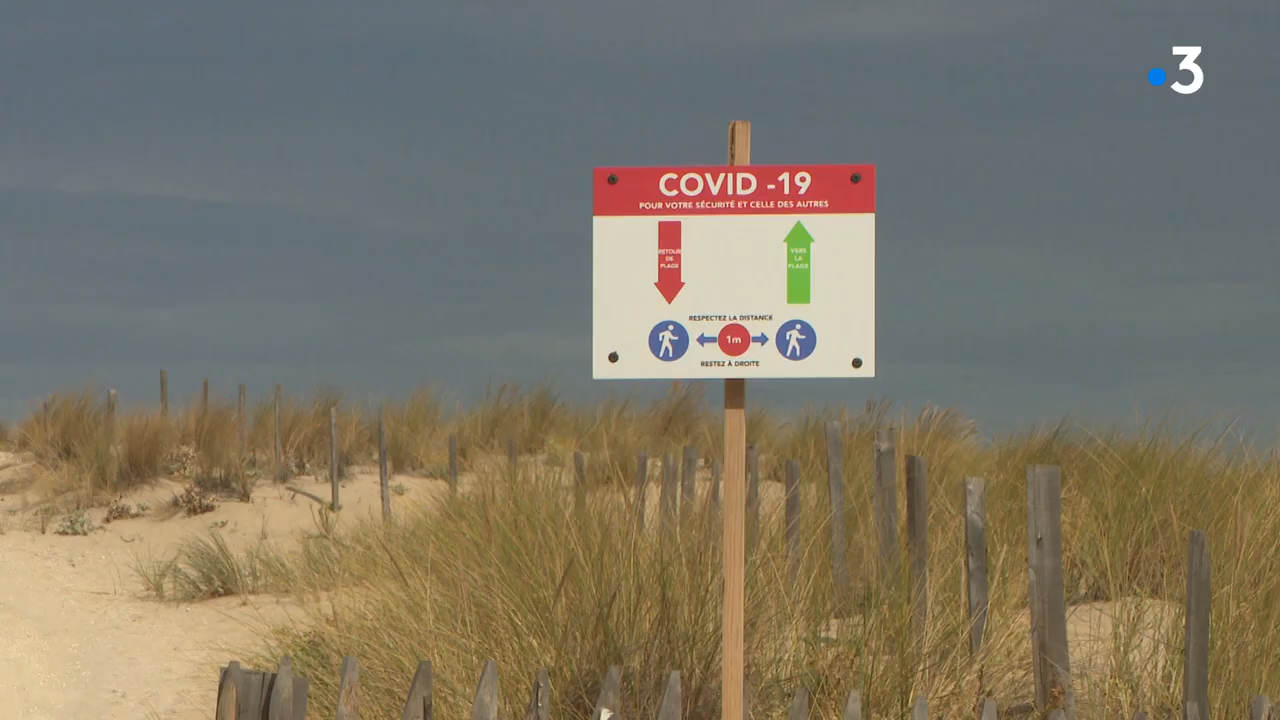 3
COVID -19
POUR VOTRE SÉCURITÉ ET CELLE DES AUTRES
RETOUR
DE
PLAGE
VERS
LA
PLAGE
RESPECTEZ LA DISTANCE
1m
RESTEZ À DROITE